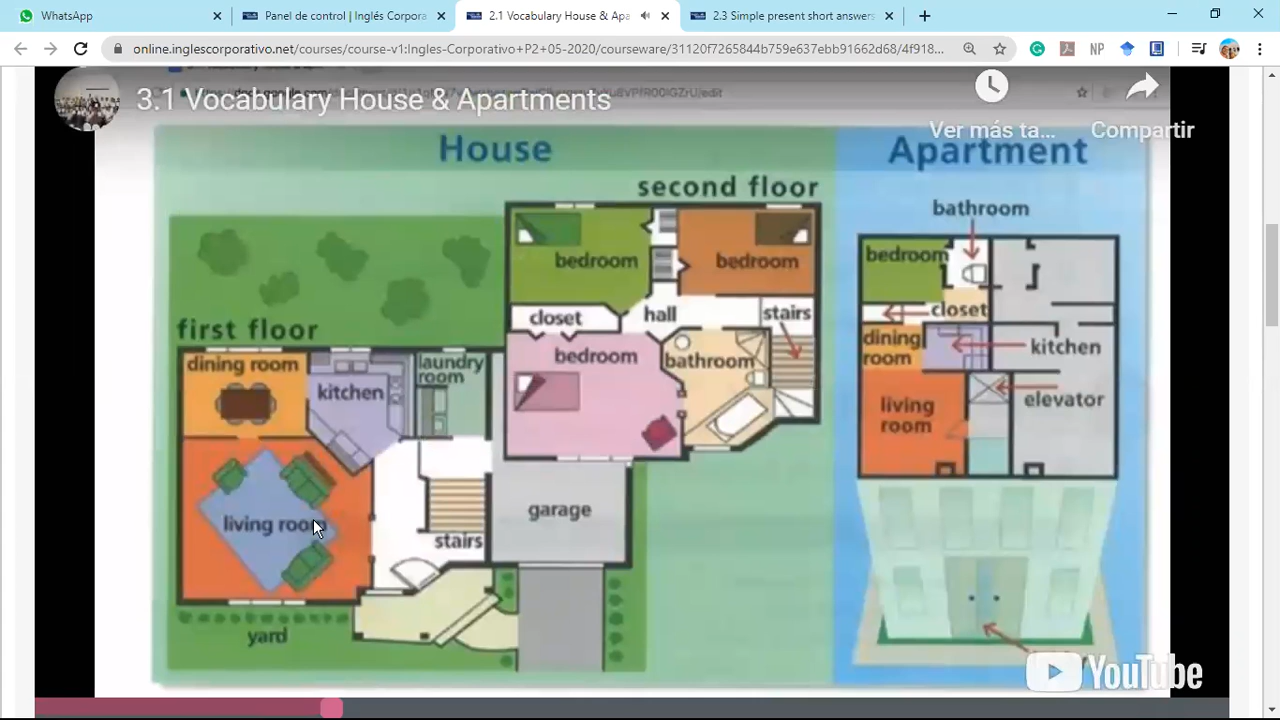 WhatsApp
Panel de control | Inglés Corpora
2.1 Vocabulary House & Apa
2.3 Simple present short answers
online.inglescorporativo.net/courses/course-v1:Ingles-Corporativo+P2+05-2020/courseware/31120f7c65844b759e637ebb91662d68/4f918...
NP
3.1 Vocabulary House & Apartments
Ver más ta...
Compartir
House
Apartment
second floor
bathroom
bedroom
bedroom
bedroom
closet
hall
stairs
closet
first floor
dining room
kitchen
laundry
room
bedroom
bathroom
dining
room
kitchen
living
room
elevator
living room
stairs
garage
yard
YouTube